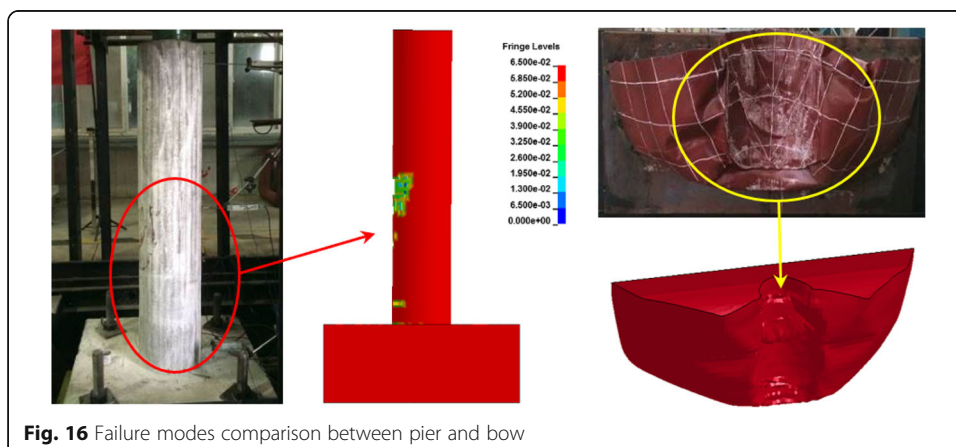 Fringe Levels
6.500e-02
5.850e-02
5.200e-02
4.550e-02
3.900e-02
3.250e-02
2.600e-02
1.950e-02
1.300e-02
6.500e-03
0.000e+00
Fig. 16 Failure modes comparison between pier and bow